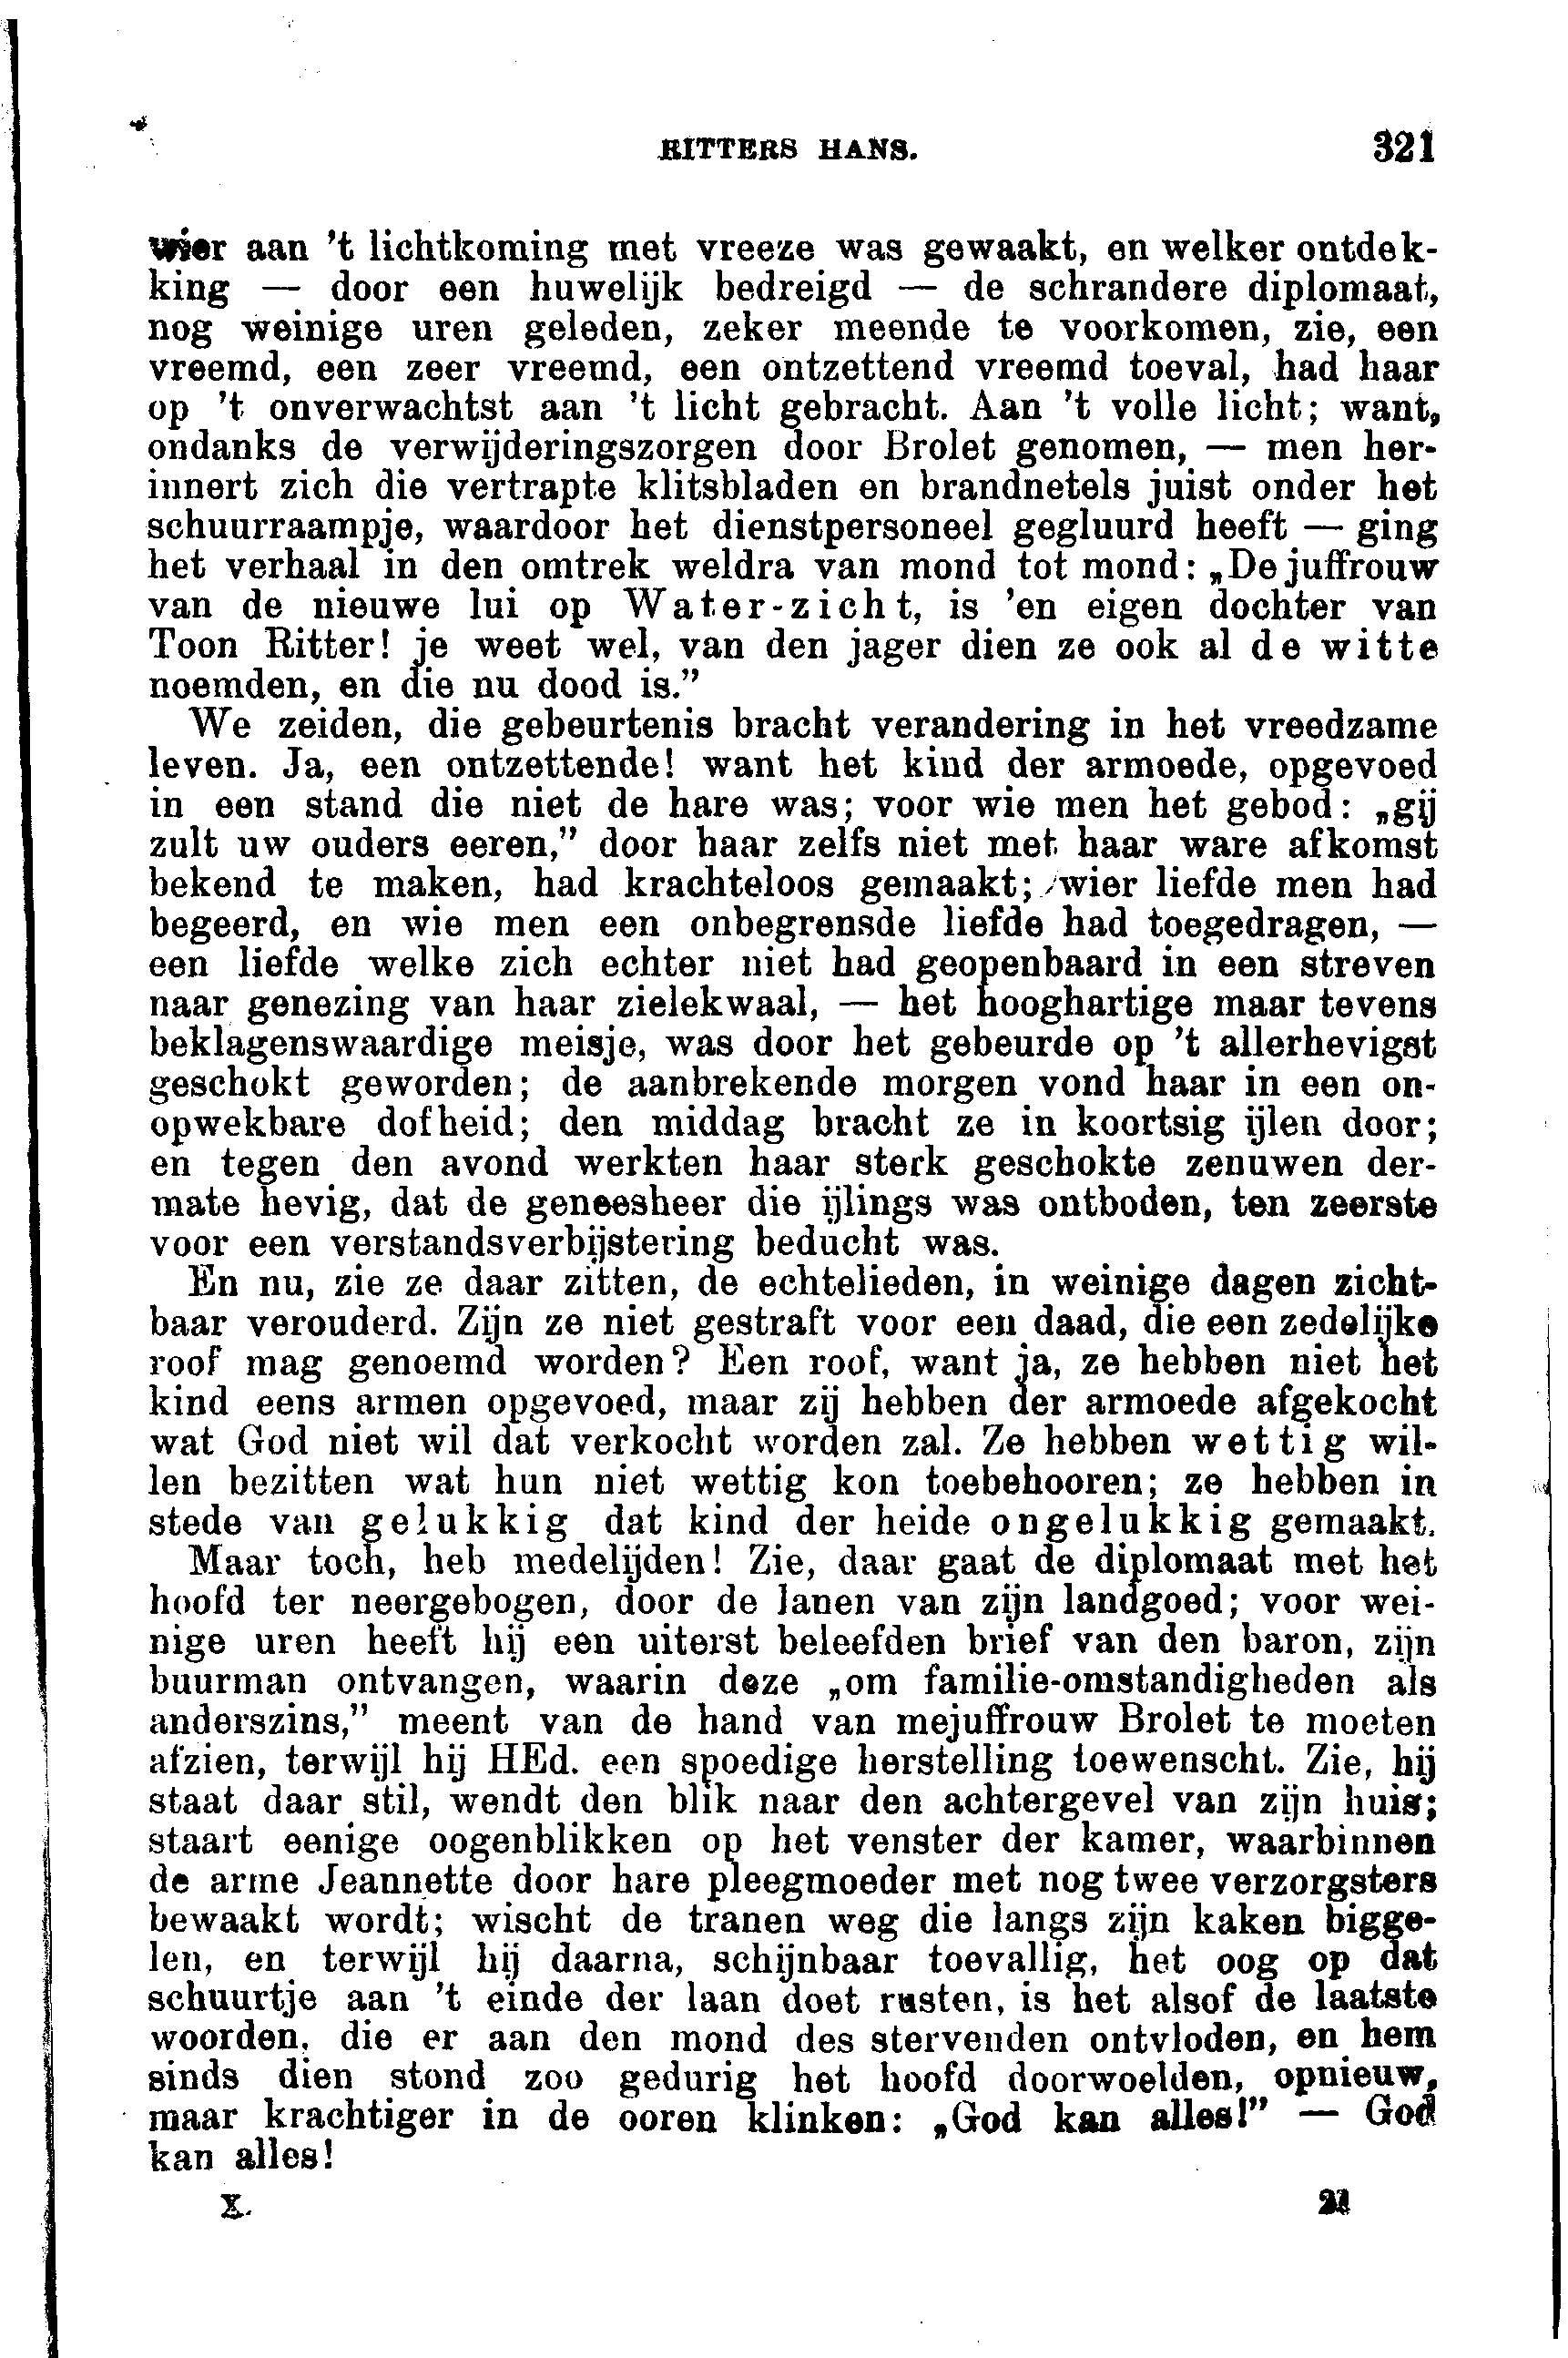 RITTERS HANS. 321
wier aan 't lichtkoming met vreeze was gewaakt, en welker ontdek-
king — door een huwelijk bedreigd — de schrandere diplomaat,
nog weinige uren geleden, zeker meende te voorkomen, zie, een
vreemd, een zeer vreemd, een ontzettend vreemd toeval, had haar
op 't onverwachtst aan 't licht gebracht. Aan 't volle licht; want,
ondanks de verwijderingszorgen door Brolet genomen, — men her-
innert zich die vertrapte klitsbladen en brandnetels juist onder het
schuurraampje, waardoor het dienstpersoneel gegluurd heeft — ging
het verhaal in den omtrek weldra van mond tot mond: „De juffrouw
van de nieuwe lui op Water-zicht, is 'en eigen dochter van
Toon Ritter! je weet wel, van den jager dien ze ook al de witte
noemden, en die nu dood is."
We zeiden, die gebeurtenis bracht verandering in het vreedzame
leven. Ja, een ontzettende! want het kind der armoede, opgevoed
in een stand die niet de hare was; voor wie men het gebod: „gij
zult uw ouders eeren," door haar zelfs niet met haar ware afkomst
bekend te maken, had krachteloos gemaakt; wier liefde men had
begeerd, en wie men een onbegrensde liefde had toegedragen, —
een liefde welke zich echter niet had geopenbaard in een streven
naar genezing van haar zielekwaal, — het hooghartige maar tevens
beklagenswaardige meisje, was door het gebeurde op 't allerhevigst
geschokt geworden; de aanbrekende morgen vond haar in een on-
opwekbare dofheid; den middag bracht ze in koortsig ijlen door;
en tegen den avond werkten haar sterk geschokte zenuwen der-
mate hevig, dat de geneesheer die ijlings was ontboden, ten zeerste
voor een verstandsverbijstering beducht was.
En nu, zie ze daar zitten, de echtelieden, in weinige dagen zicht-
baar verouderd. Zijn ze niet gestraft voor een daad, die een zedelijke
roof mag genoemd worden? Een roof, want ja, ze hebben niet het
kind eens armen opgevoed, maar zij hebben der armoede afgekocht
wat God niet wil dat verkocht worden zal. Ze hebben wettig wil-
len bezitten wat hun niet wettig kon toebehooren; ze hebben in
stede van gelukkig dat kind der heide ongelukkig gemaakt.
Maar toch, heb medelijden! Zie, daar gaat de diplomaat met het
hoofd ter neergebogen, door de lanen van zijn landgoed; voor wei-
nige uren heeft hij een uiterst beleefden brief van den baron, zijn
buurman ontvangen, waarin deze „om familie-omstandigheden als
anderszins," meent van de hand van mejuffrouw Brolet te moeten
afzien, terwijl hij HEd. een spoedige herstelling toewenscht. Zie, hij
staat daar stil, wendt den blik naar den achtergevel van zijn huis;
staart eenige oogenblikken op het venster der kamer, waarbinnen
de arme Jeannette door hare pleegmoeder met nog twee verzorgsters
bewaakt wordt; wischt de tranen weg die langs zijn kaken bigge-
len, en terwijl hij daarna, schijnbaar toevallig, het oog op dat
schuurtje aan 't einde der laan doet rusten, is het alsof de laatste
woorden, die er aan den mond des stervenden ontvloden, en hem
sinds dien stond zoo gedurig het hoofd doorwoelden, opnieuw,
maar krachtiger in de ooren klinken: „God kan alles!" — God
kan alles!
X. 21